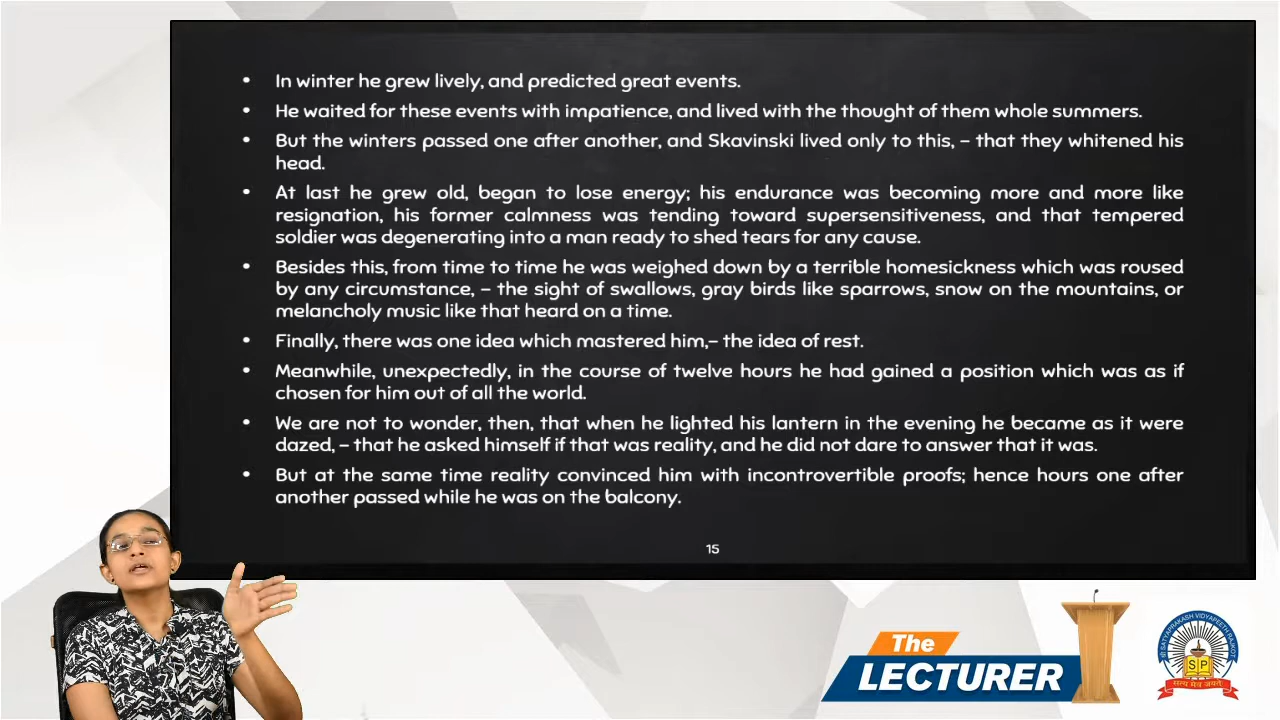 • In winter he grew lively, and predicted great events.
• He waited for these events with impatience, and lived with the thought of them whole summers.
• But the winters passed one after another, and Skavinski lived only to this, – that they whitened his
head.
• At last he grew old, began to lose energy; his endurance was becoming more and more like
resignation, his former calmness was tending toward supersensitiveness, and that tempered
soldier was degenerating into a man ready to shed tears for any cause.
• Besides this, from time to time he was weighed down by a terrible homesickness which was roused
by any circumstance, – the sight of swallows, gray birds like sparrows, snow on the mountains, or
melancholy music like that heard on a time.
• Finally, there was one idea which mastered him,– the idea of rest.
• Meanwhile, unexpectedly, in the course of twelve hours he had gained a position which was as if
chosen for him out of all the world.
• We are not to wonder, then, that when he lighted his lantern in the evening he became as it were
dazed, – that he asked himself if that was reality, and he did not dare to answer that it was.
• But at the same time reality convinced him with incontrovertible proofs; hence hours one after
another passed while he was on the balcony.
15
The
LECTURER
SATYAPRAKASH VIDYAPEETH RAJKOT
SP
सत्यमेव जयते